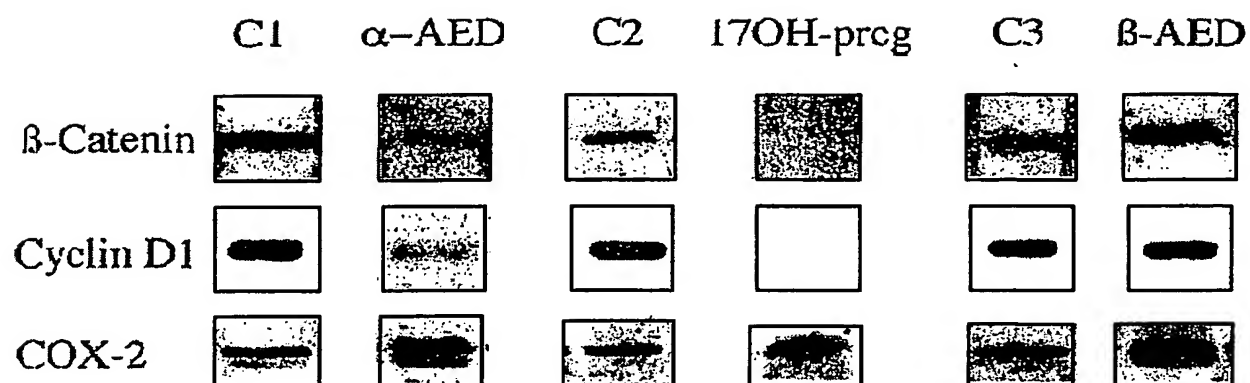 C1 α–AED C2 17OH-preg C3 ß-AED
ß-Catenin
Cyclin D1
COX-2